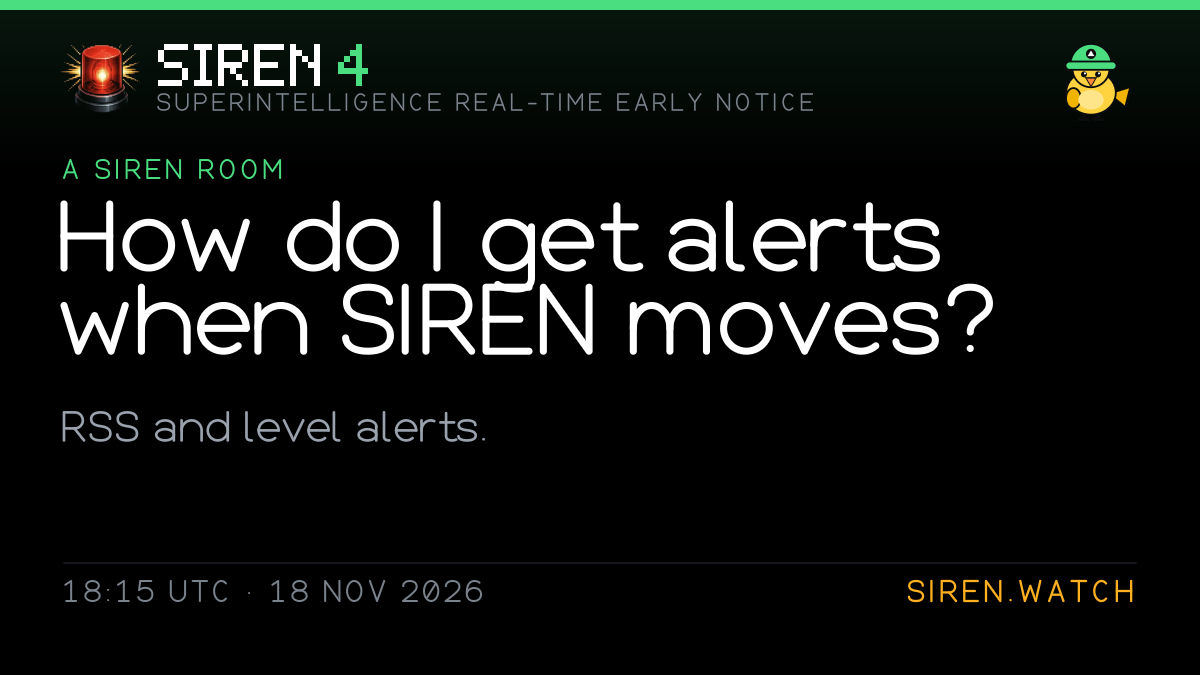 SIREN 4
SUPERINTELLIGENCE REAL-TIME EARLY NOTICE
A SIREN ROOM
How do I get alerts
when SIREN moves?
RSS and level alerts.
18:15 UTC · 18 NOV 2026
SIREN.WATCH